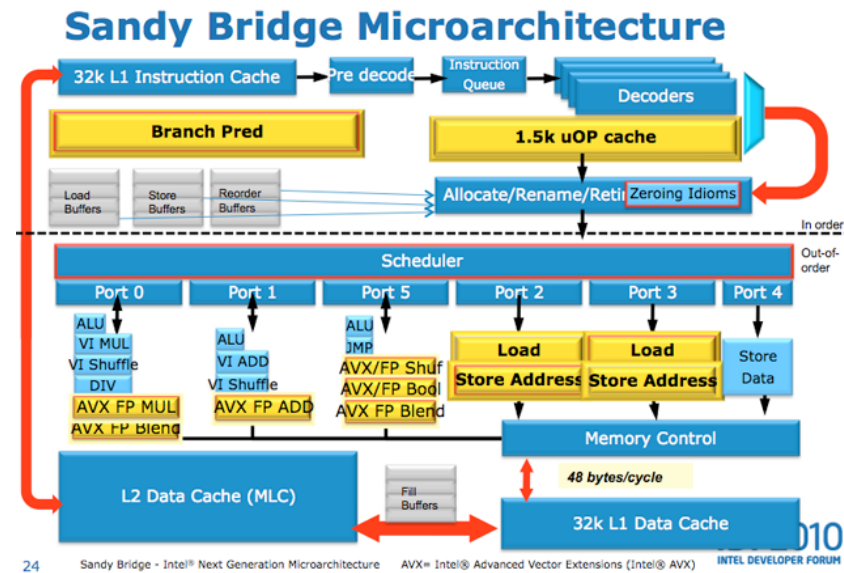 Sandy Bridge Microarchitecture
32k L1 Instruction Cache
Pre decode
Instruction
Queue
Decoders
Branch Pred
1.5k uOP cache
Load
Buffers
Store
Buffers
Reorder
Buffers
Allocate/Rename/Retir
Zeroing Idioms
In order
Scheduler
Out-of-
order
Port 0
Port 1
Port 5
Port 2
Port 3
Port 4
ALU
VI MUL
VI Shuffle
DIV
AVX FP MUL
AVX FP Blend
ALU
VI ADD
VI Shuffle
AVX FP ADD
ALU
JMP
AVX/FP Shuf
AVX/FP Bool
AVX FP Blend
Load
Store Address
Load
Store Address
Store
Data
Memory Control
48 bytes/cycle
L2 Data Cache (MLC)
Fill
Buffers
32k L1 Data Cache
2010
INTEL DEVELOPER FORUM
24
Sandy Bridge - Intel® Next Generation Microarchitecture
AVX= Intel® Advanced Vector Extensions (Intel® AVX)